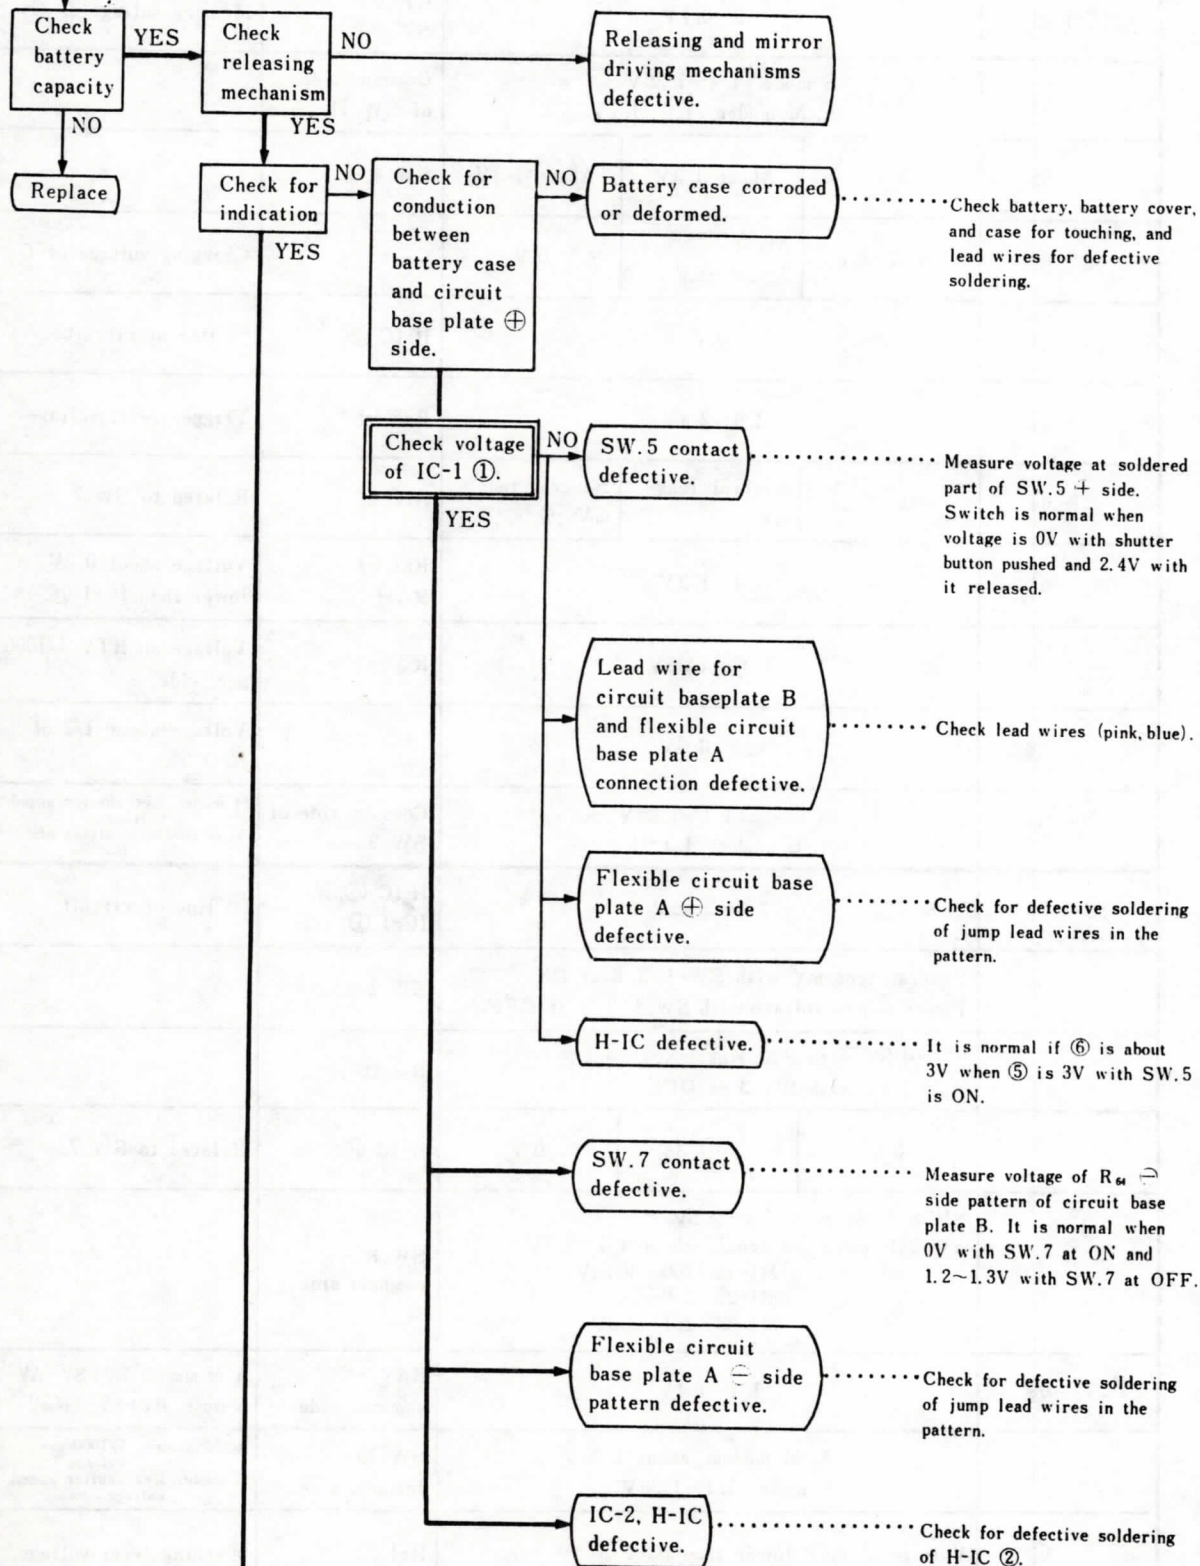 Check
battery
capacity
YES
Check
releasing
mechanism
NO
Releasing and mirror
driving mechanisms
defective.
NO
YES
Replace
Check for
indication
NO
Check for
conduction
between
battery case
and circuit
base plate ⊕
side.
NO
Battery case corroded
or deformed.
Check battery, battery cover,
and case for touching, and
lead wires for defective
soldering.
YES
Check voltage
of IC-1 ①.
NO
SW.5 contact
defective.
Measure voltage at soldered
part of SW.5 + side.
Switch is normal when
voltage is 0V with shutter
button pushed and 2.4V with
it released.
YES
Lead wire for
circuit baseplate B
and flexible circuit
base plate A
connection defective.
Check lead wires (pink, blue).
Flexible circuit base
plate A ⊕ side
defective.
Check for defective soldering
of jump lead wires in the
pattern.
H-IC defective.
It is normal if ⑥ is about
3V when ⑤ is 3V with SW.5
is ON.
SW.7 contact
defective.
Measure voltage of R64 ⊖
side pattern of circuit base
plate B. It is normal when
0V with SW.7 at ON and
1.2~1.3V with SW.7 at OFF.
Flexible circuit
base plate A ⊖ side
pattern defective.
Check for defective soldering
of jump lead wires in the
pattern.
IC-2, H-IC
defective.
Check for defective soldering
of H-IC ②.